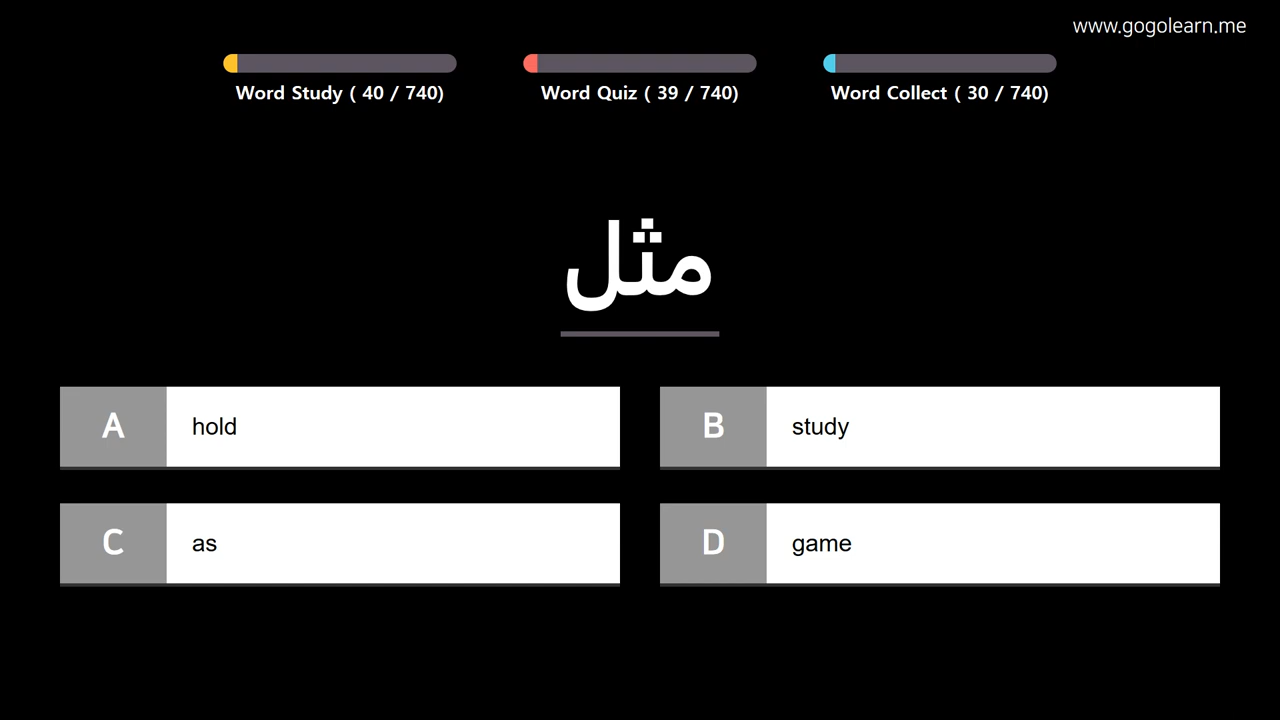 www.gogolearn.me
Word Study ( 40 / 740)
Word Quiz ( 39 / 740)
Word Collect ( 30 / 740)
مثل
A hold
B study
C as
D game